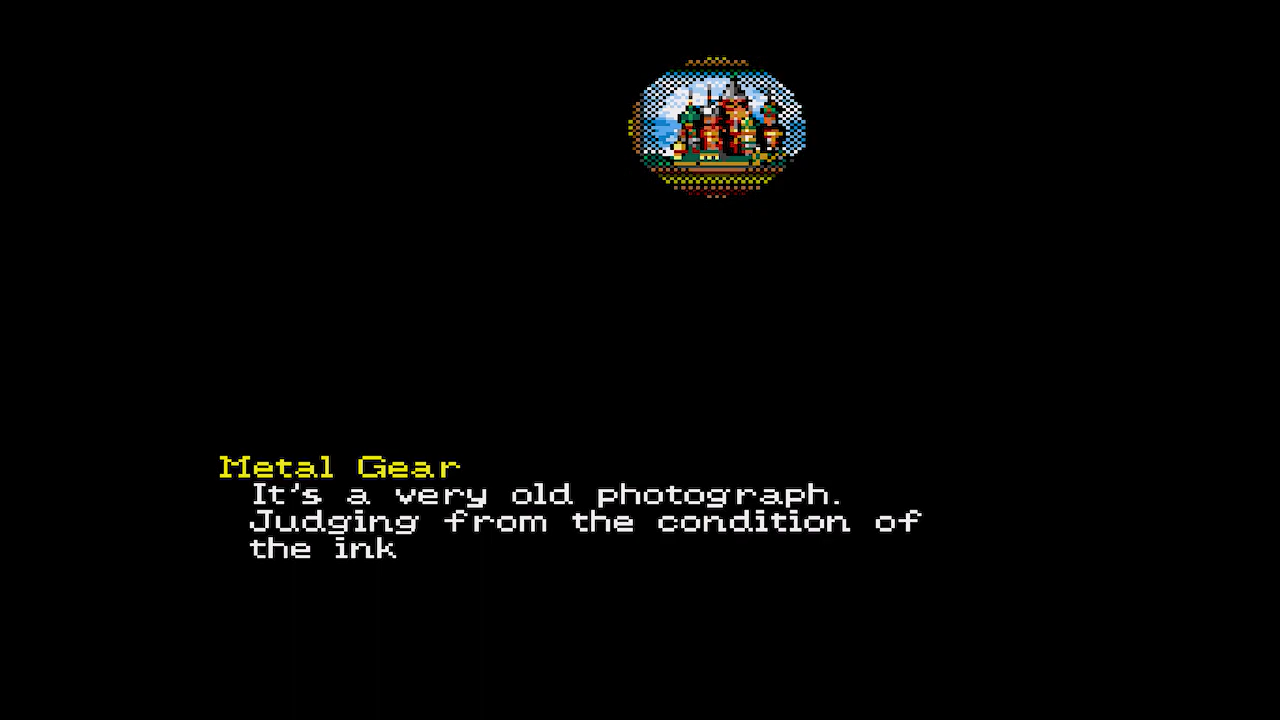 Metal Gear
It's a very old photograph.
Judging from the condition of
the ink